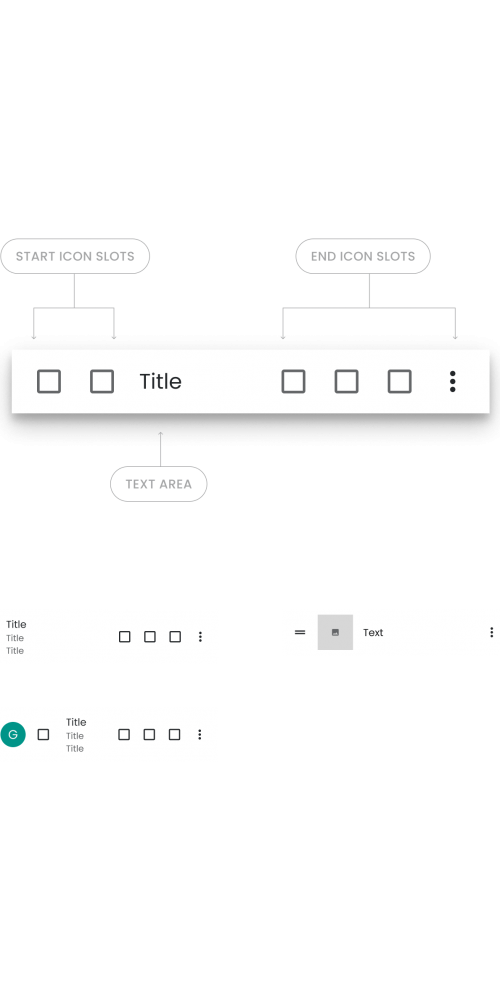 START ICON SLOTS
END ICON SLOTS
Title
TEXT AREA
Title
Title
Title
Text
G
Title
Title
Title